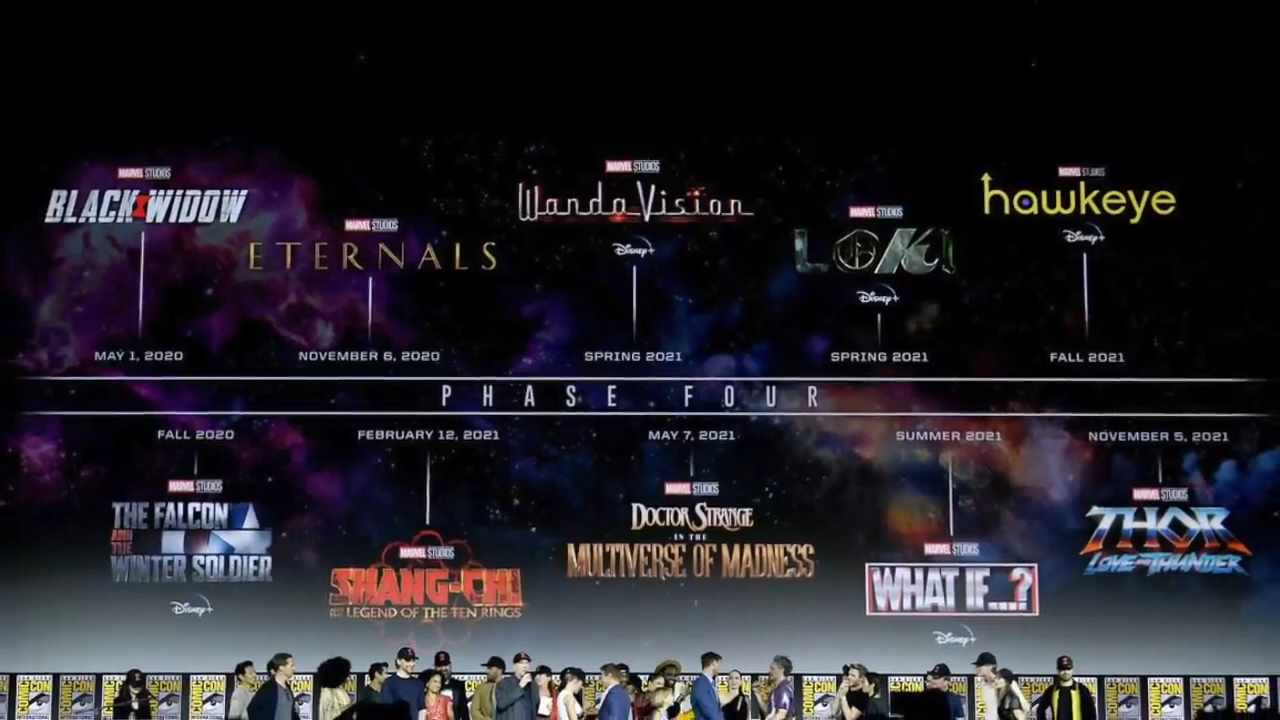 MARVEL STUDIOS
BLACK WIDOW
MAY 1, 2020
MARVEL STUDIOS
ETERNALS
NOVEMBER 6, 2020
MARVEL STUDIOS
WandaVision
Disney+
SPRING 2021
MARVEL STUDIOS
LOKI
Disney+
SPRING 2021
MARVEL STUDIOS
hawkeye
Disney+
FALL 2021
PHASE FOUR
FALL 2020
MARVEL STUDIOS
THE FALCON
AND THE
WINTER SOLDIER
Disney+
FEBRUARY 12, 2021
MARVEL STUDIOS
SHANG-CHI
AND THE LEGEND OF THE TEN RINGS
MAY 7, 2021
MARVEL STUDIOS
DOCTOR STRANGE
IN THE
MULTIVERSE OF MADNESS
SUMMER 2021
MARVEL STUDIOS
WHAT IF...?
Disney+
NOVEMBER 5, 2021
MARVEL STUDIOS
THOR
LOVE AND THUNDER
COMIC CON